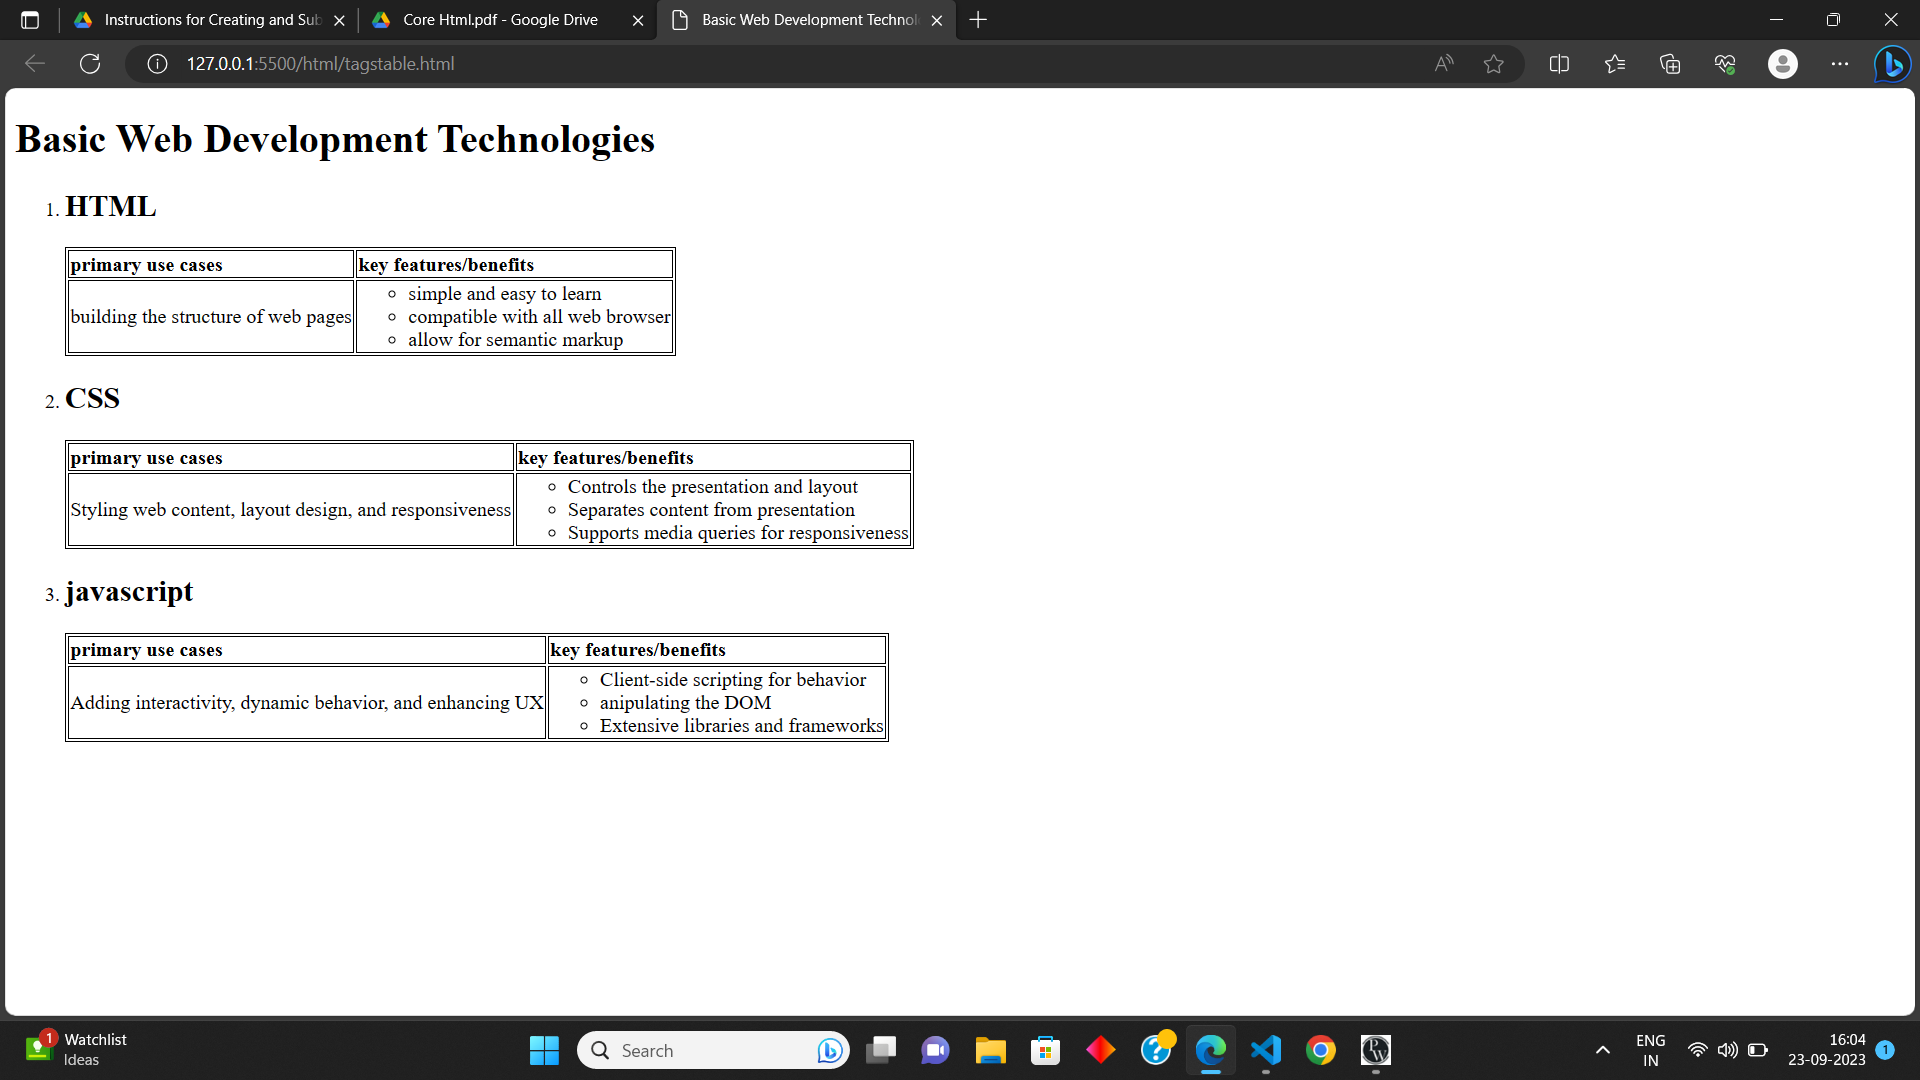 Instructions for Creating and Sub
Core Html.pdf - Google Drive
Basic Web Development Technol
127.0.0.1:5500/html/tagstable.html
Basic Web Development Technologies
1. HTML
primary use cases key features/benefits
building the structure of web pages
simple and easy to learn
compatible with all web browser
allow for semantic markup
2. CSS
primary use cases key features/benefits
Styling web content, layout design, and responsiveness
Controls the presentation and layout
Separates content from presentation
Supports media queries for responsiveness
3. javascript
primary use cases key features/benefits
Adding interactivity, dynamic behavior, and enhancing UX
Client-side scripting for behavior
anipulating the DOM
Extensive libraries and frameworks
1
Watchlist
Ideas
Search
PW
ENG
IN
16:04
23-09-2023
1